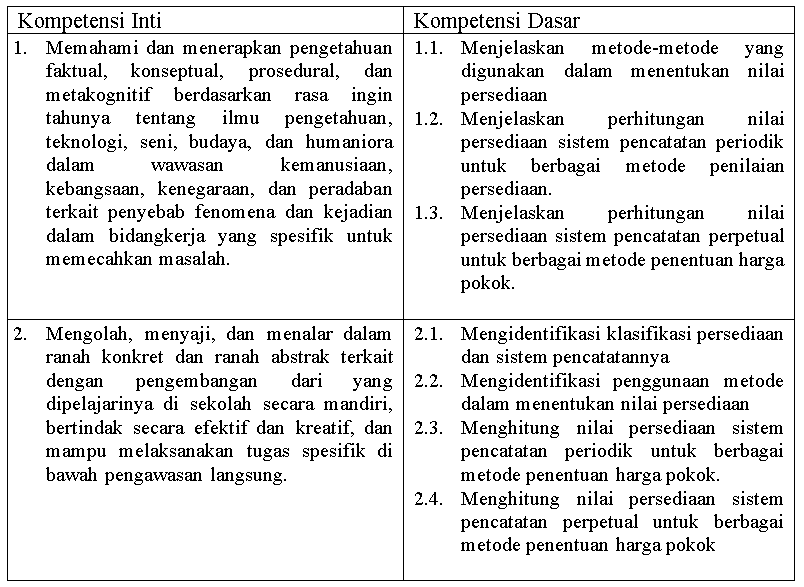 Kompetensi Inti
Kompetensi Dasar
1. Memahami dan menerapkan pengetahuan
faktual, konseptual, prosedural, dan
metakognitif berdasarkan rasa ingin
tahunya tentang ilmu pengetahuan,
teknologi, seni, budaya, dan humaniora
dalam wawasan kemanusiaan,
kebangsaan, kenegaraan, dan peradaban
terkait penyebab fenomena dan kejadian
dalam bidangkerja yang spesifik untuk
memecahkan masalah.
1.1. Menjelaskan metode-metode yang
digunakan dalam menentukan nilai
persediaan
1.2. Menjelaskan perhitungan nilai
persediaan sistem pencatatan periodik
untuk berbagai metode penilaian
persediaan.
1.3. Menjelaskan perhitungan nilai
persediaan sistem pencatatan perpetual
untuk berbagai metode penentuan harga
pokok.
2. Mengolah, menyaji, dan menalar dalam
ranah konkret dan ranah abstrak terkait
dengan pengembangan dari yang
dipelajarinya di sekolah secara mandiri,
bertindak secara efektif dan kreatif, dan
mampu melaksanakan tugas spesifik di
bawah pengawasan langsung.
2.1. Mengidentifikasi klasifikasi persediaan
dan sistem pencatatannya
2.2. Mengidentifikasi penggunaan metode
dalam menentukan nilai persediaan
2.3. Menghitung nilai persediaan sistem
pencatatan periodik untuk berbagai
metode penentuan harga pokok.
2.4. Menghitung nilai persediaan sistem
pencatatan perpetual untuk berbagai
metode penentuan harga pokok